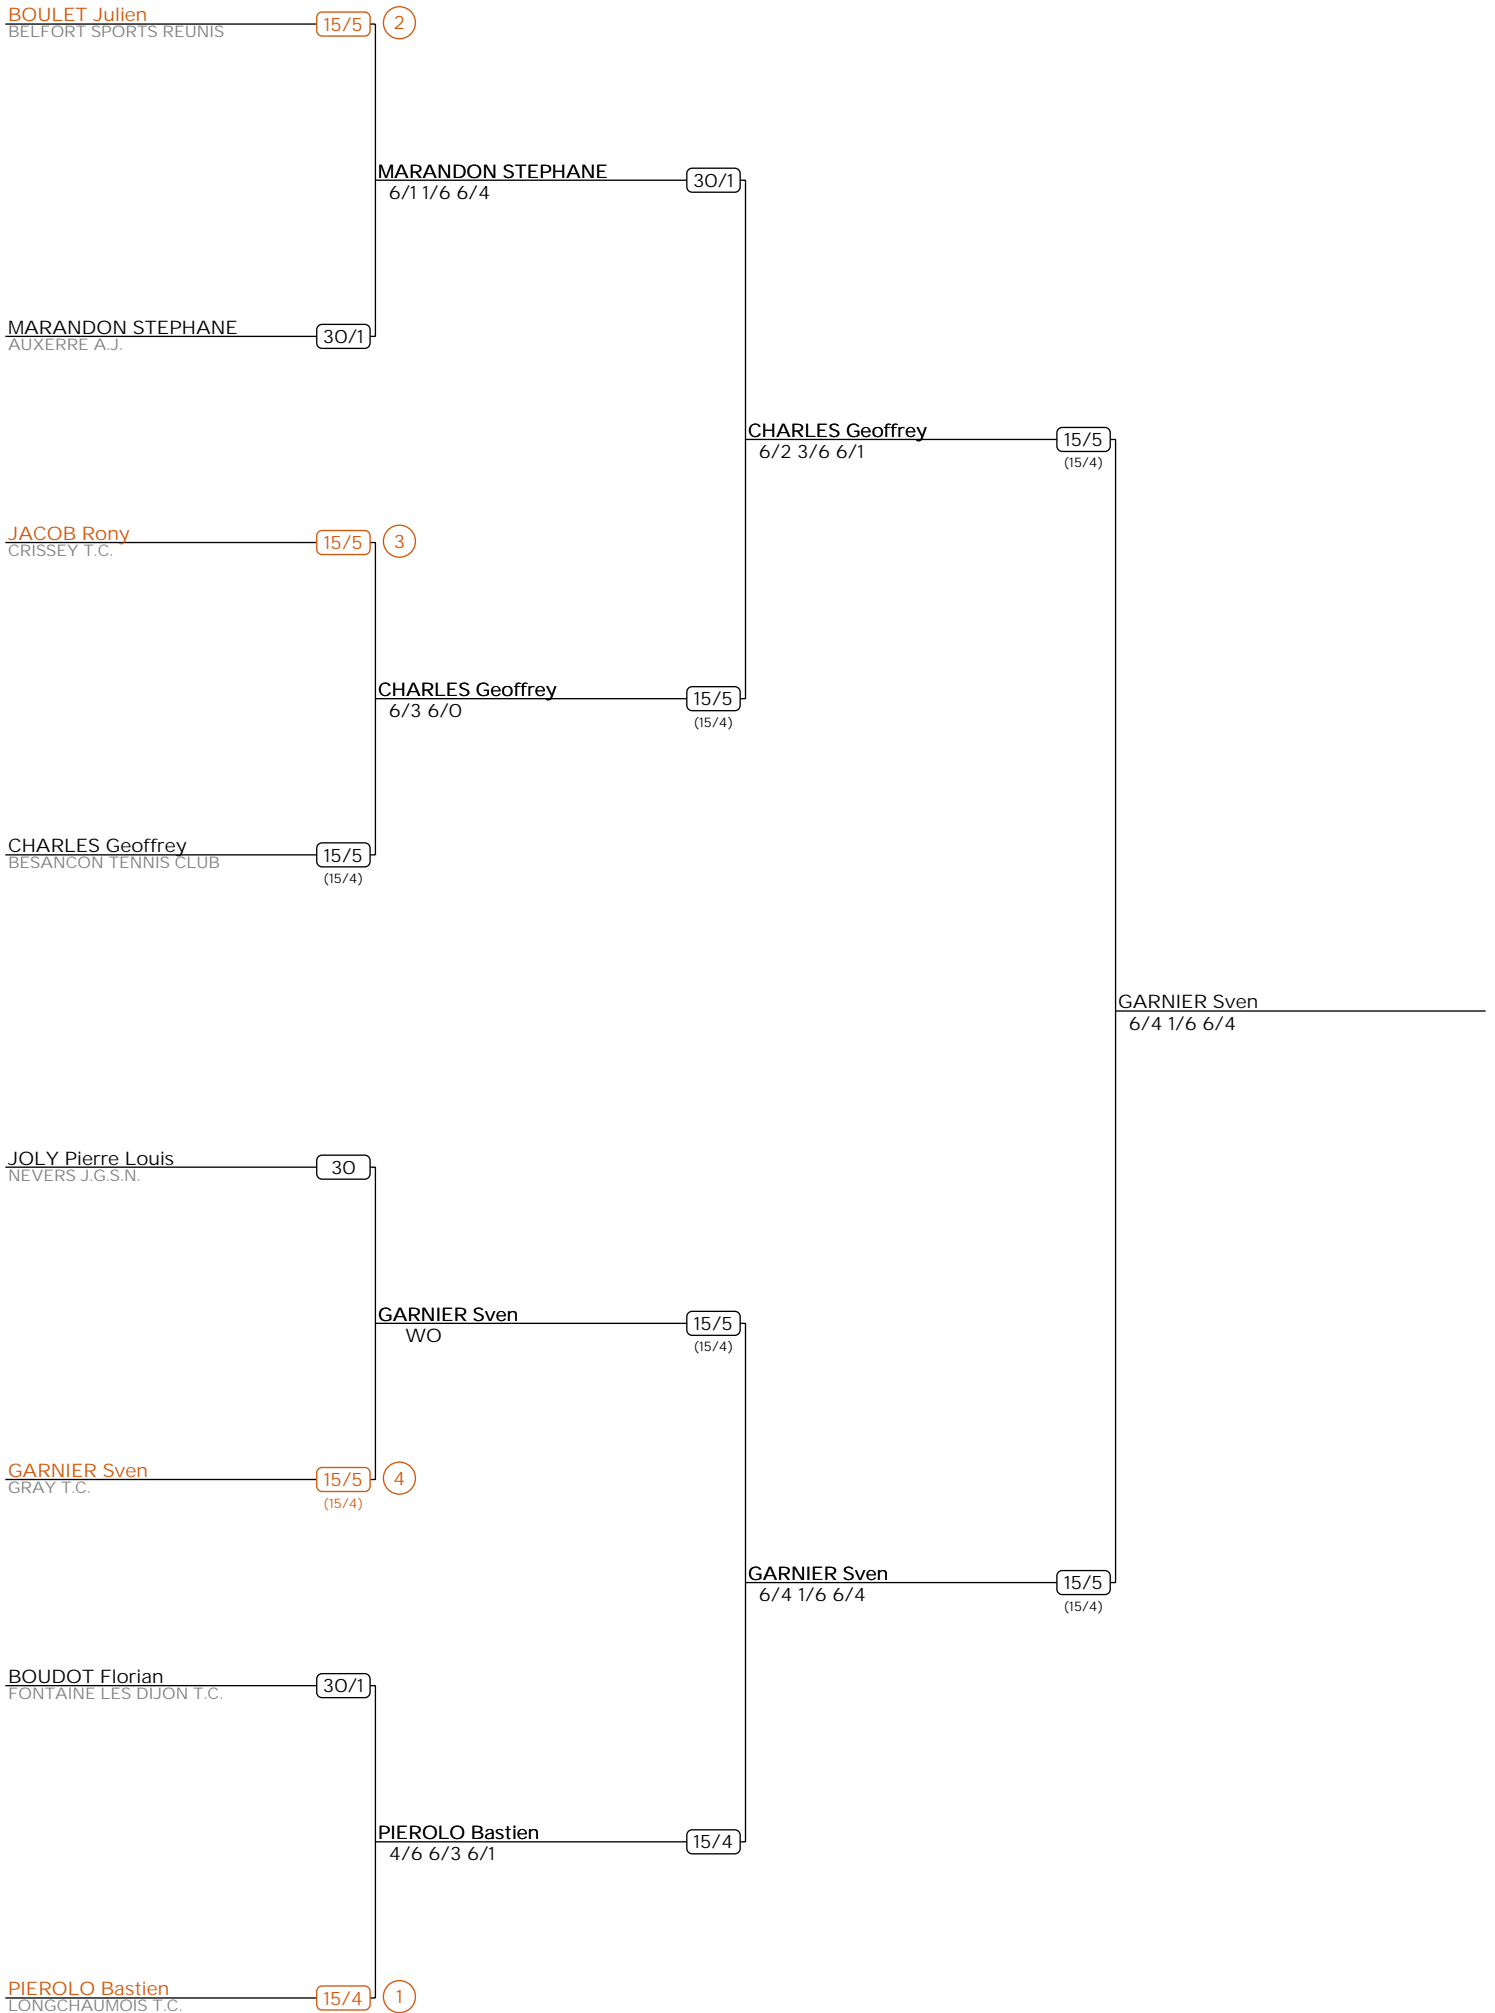 BOULET Julien
BELFORT SPORTS REUNIS
15/5
2
MARANDON STEPHANE
6/1 1/6 6/4
30/1
MARANDON STEPHANE
AUXERRE A.J.
30/1
CHARLES Geoffrey
6/2 3/6 6/1
15/5
(15/4)
JACOB Rony
CRISSEY T.C.
15/5
3
CHARLES Geoffrey
6/3 6/0
15/5
(15/4)
CHARLES Geoffrey
BESANCON TENNIS CLUB
15/5
(15/4)
GARNIER Sven
6/4 1/6 6/4
JOLY Pierre Louis
NEVERS J.G.S.N.
30
GARNIER Sven
WO
15/5
(15/4)
GARNIER Sven
GRAY T.C.
15/5
(15/4)
4
GARNIER Sven
6/4 1/6 6/4
15/5
(15/4)
BOUDOT Florian
FONTAINE LES DIJON T.C.
30/1
PIEROLO Bastien
4/6 6/3 6/1
15/4
PIEROLO Bastien
LONGCHAUMOIS T.C.
15/4
1